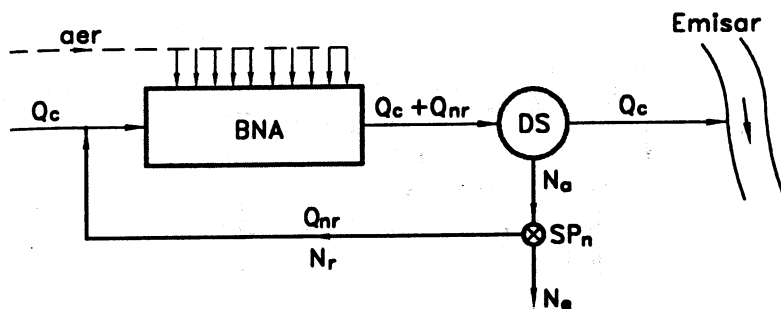 Emisar
aer
Qc
BNA
Qc + Qnr
DS
Qc
Na
Qnr
Nr
SPn
Ne